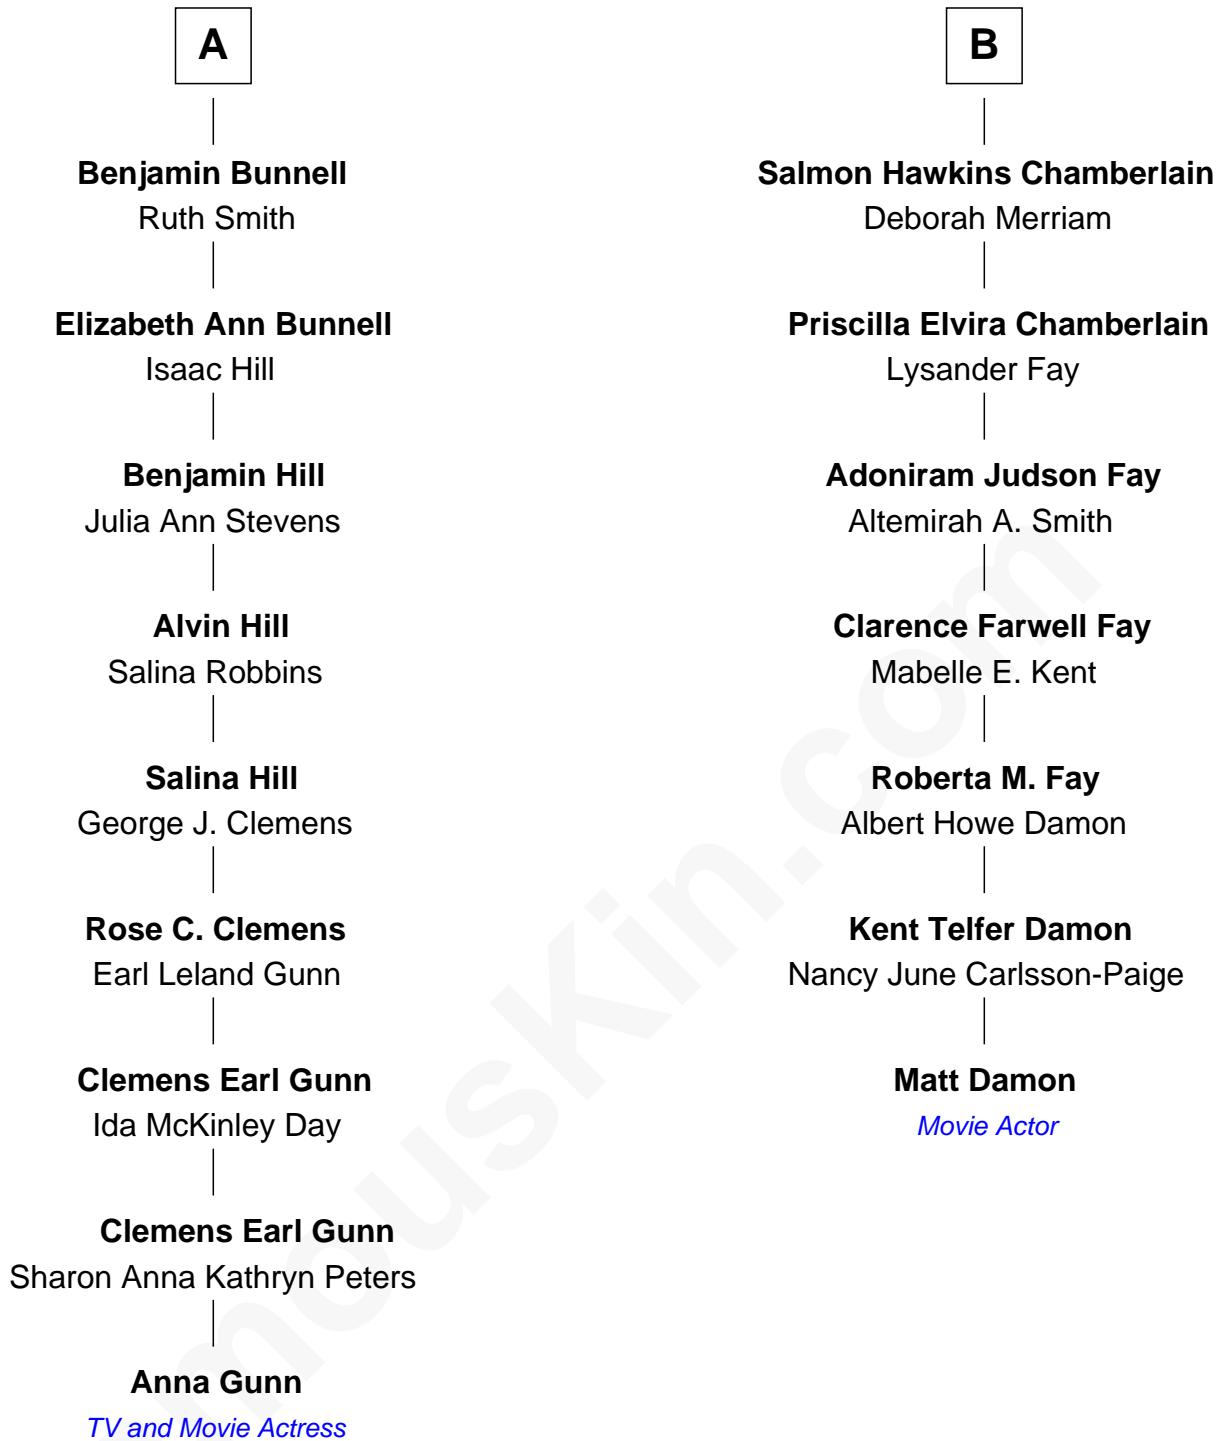 A
Benjamin Bunnell
Ruth Smith
Elizabeth Ann Bunnell
Isaac Hill
Benjamin Hill
Julia Ann Stevens
Alvin Hill
Salina Robbins
Salina Hill
George J. Clemens
Rose C. Clemens
Earl Leland Gunn
Clemens Earl Gunn
Ida McKinley Day
Clemens Earl Gunn
Sharon Anna Kathryn Peters
Anna Gunn
TV and Movie Actress
B
Salmon Hawkins Chamberlain
Deborah Merriam
Priscilla Elvira Chamberlain
Lysander Fay
Adoniram Judson Fay
Altemirah A. Smith
Clarence Farwell Fay
Mabelle E. Kent
Roberta M. Fay
Albert Howe Damon
Kent Telfer Damon
Nancy June Carlsson-Paige
Matt Damon
Movie Actor
mousKin.com